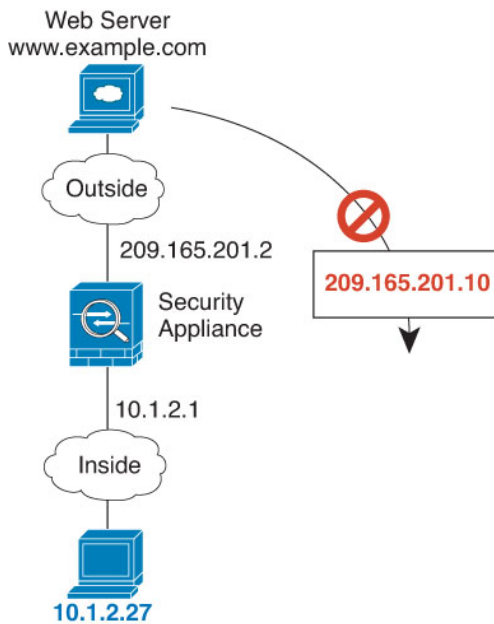 Web Server
www.example.com
Outside
209.165.201.2
209.165.201.10
Security
Appliance
10.1.2.1
Inside
10.1.2.27